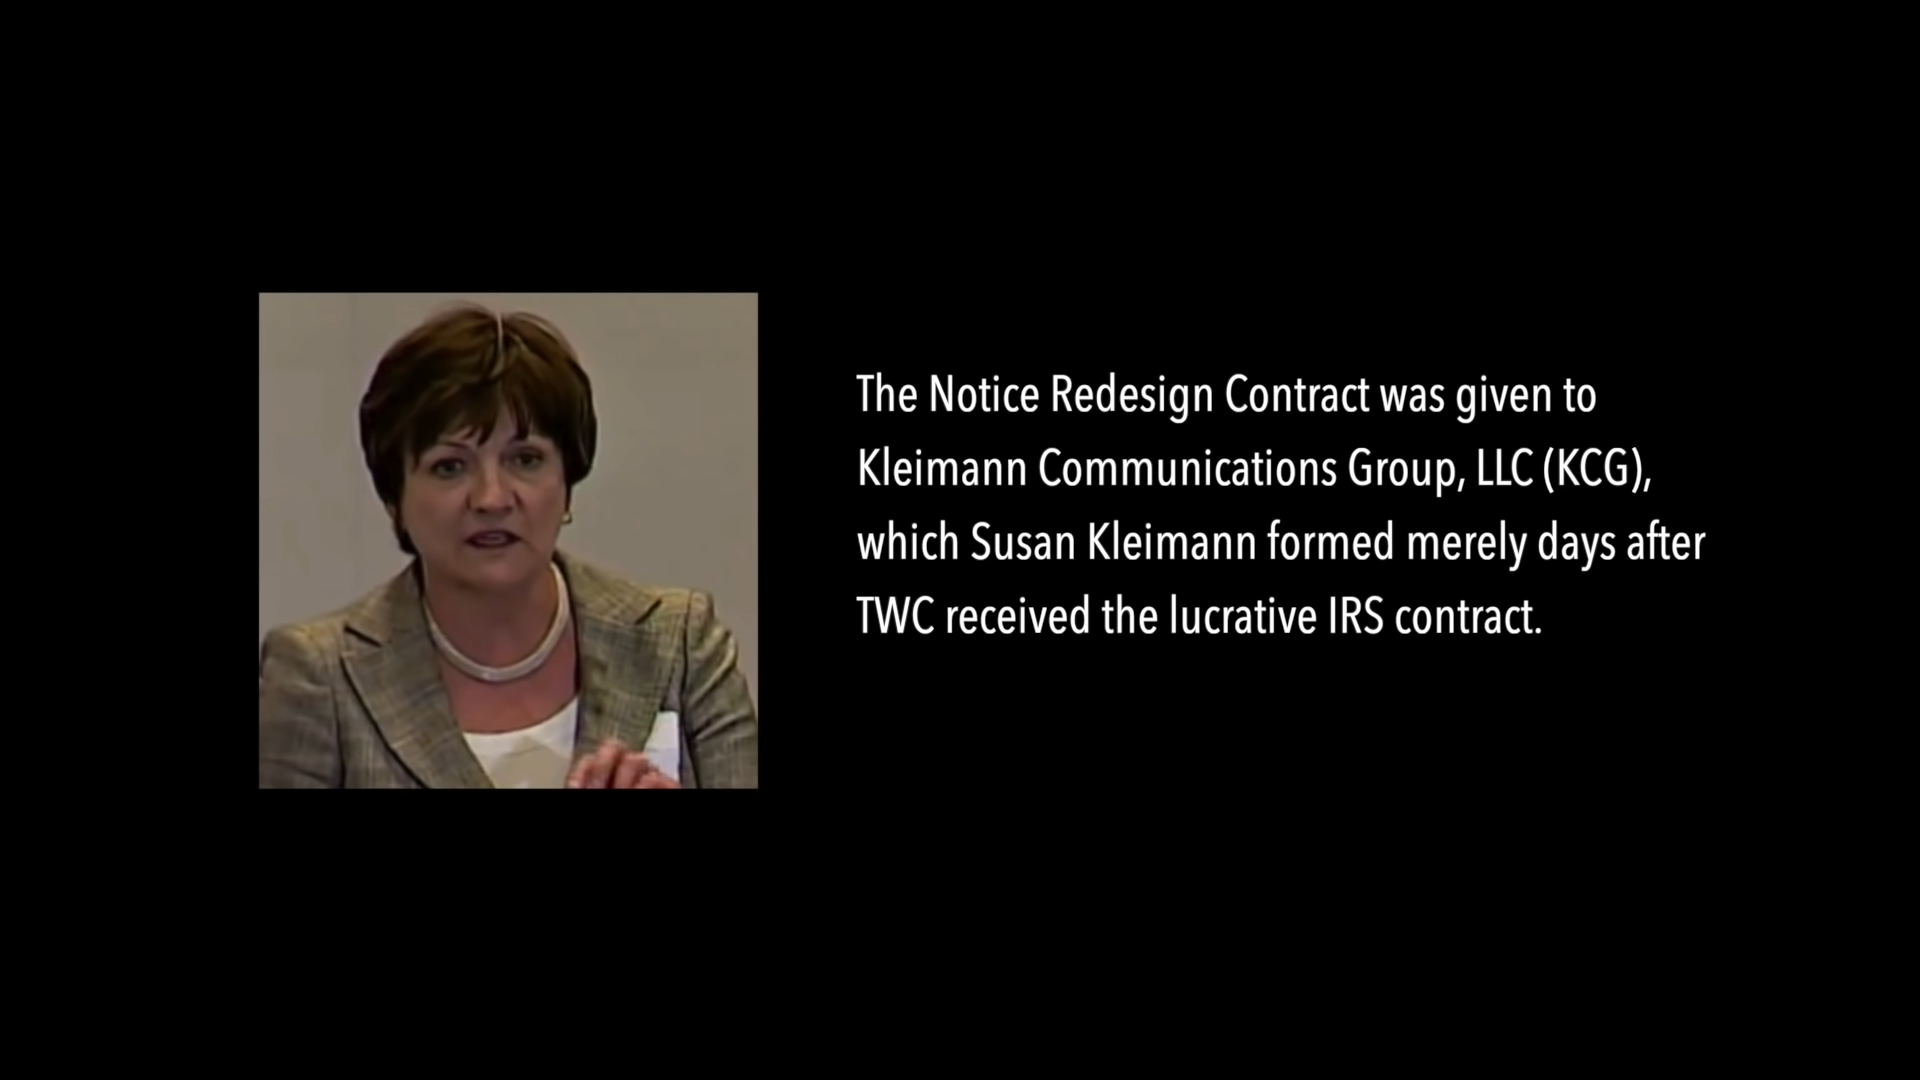 The Notice Redesign Contract was given to
Kleimann Communications Group, LLC (KCG),
which Susan Kleimann formed merely days after
TWC received the lucrative IRS contract.